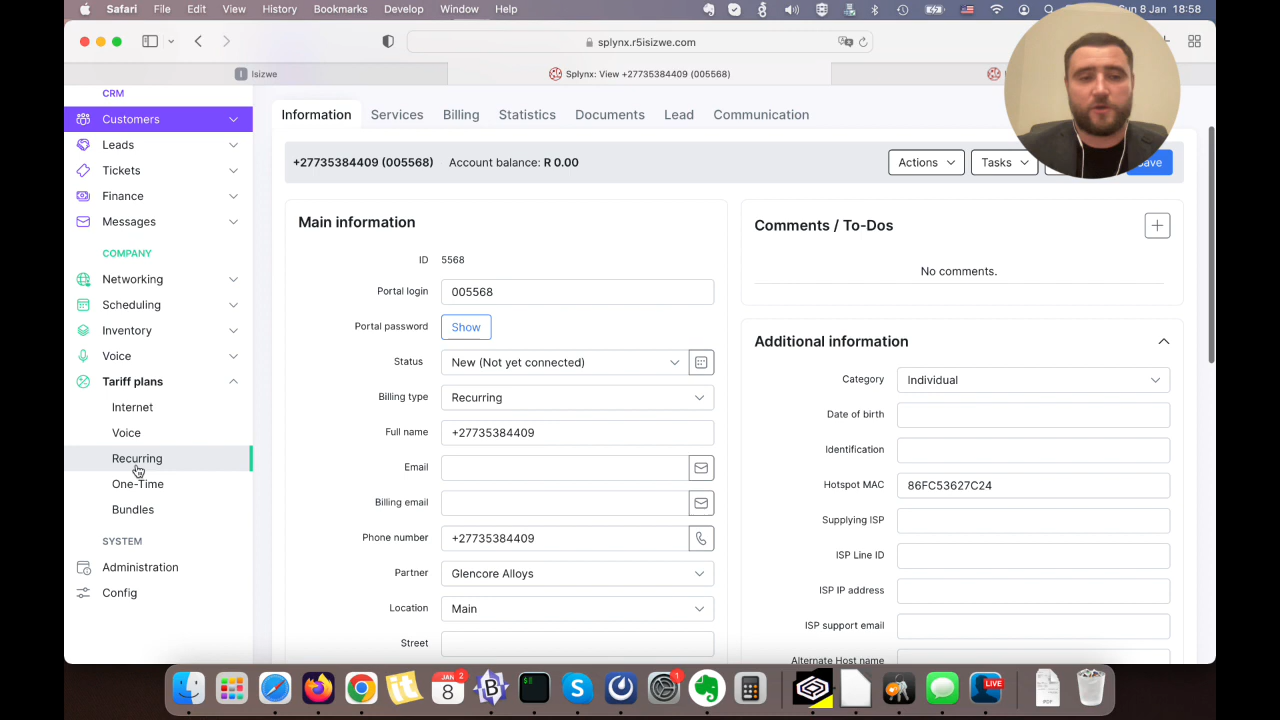 Safari File Edit View History Bookmarks Develop Window Help Sun 8 Jan 18:58
splynx.r5isizwe.com
I Isizwe
Splynx: View +27735384409 (005568)
CRM
Customers
Leads
Tickets
Finance
Messages
COMPANY
Networking
Scheduling
Inventory
Voice
Tariff plans
Internet
Voice
Recurring
One-Time
Bundles
SYSTEM
Administration
Config
Information Services Billing Statistics Documents Lead Communication
+27735384409 (005568) Account balance: R 0.00 Actions Tasks
Main information
ID 5568
Portal login 005568
Portal password Show
Status New (Not yet connected)
Billing type Recurring
Full name +27735384409
Email
Billing email
Phone number +27735384409
Partner Glencore Alloys
Location Main
Street
Comments / To-Dos
No comments.
Additional information
Category Individual
Date of birth
Identification
Hotspot MAC 86FC53627C24
Supplying ISP
ISP Line ID
ISP IP address
ISP support email
Alternate Host name
JAN 2
8
1
LIVE
PDF